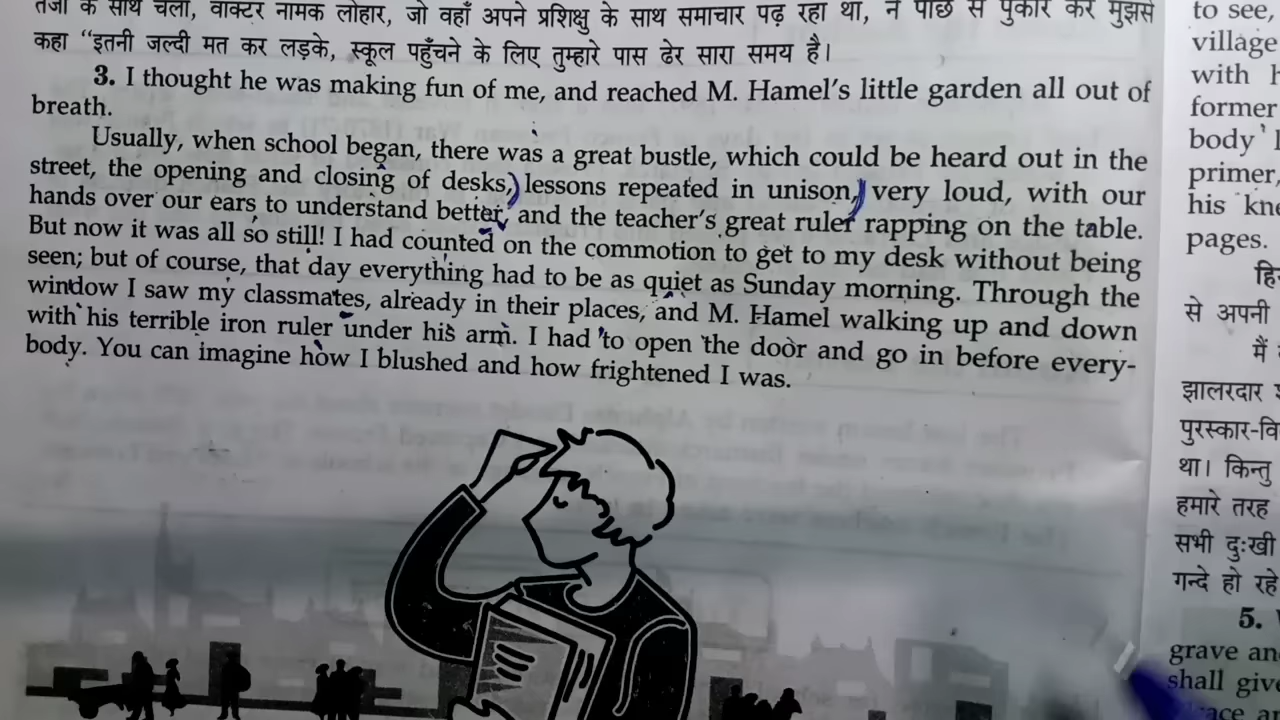 तेजी के साथ चला, वाक्टर नामक लोहार, जो वहाँ अपने प्रशिक्षु के साथ समाचार पढ़ रहा था, ने पीछे से पुकार कर मुझसे
कहा "इतनी जल्दी मत कर लड़के, स्कूल पहुँचने के लिए तुम्हारे पास ढेर सारा समय है।
3. I thought he was making fun of me, and reached M. Hamel's little garden all out of
breath.
Usually, when school began, there was a great bustle, which could be heard out in the
street, the opening and closing of desks, lessons repeated in unison, very loud, with our
hands over our ears to understand better, and the teacher's great ruler rapping on the table.
But now it was all so still! I had counted on the commotion to get to my desk without being
seen; but of course, that day everything had to be as quiet as Sunday morning. Through the
window I saw my classmates, already in their places, and M. Hamel walking up and down
with his terrible iron ruler under his arm. I had to open the door and go in before every-
body. You can imagine how I blushed and how frightened I was.
to see,
village
with
former
body
primer,
his
pages.
से अपनी
मैं
झालरदार
था। किन्तु
हमारे तरह
सभी दुःखी
गन्दे हो रहे
5.
grave
shall